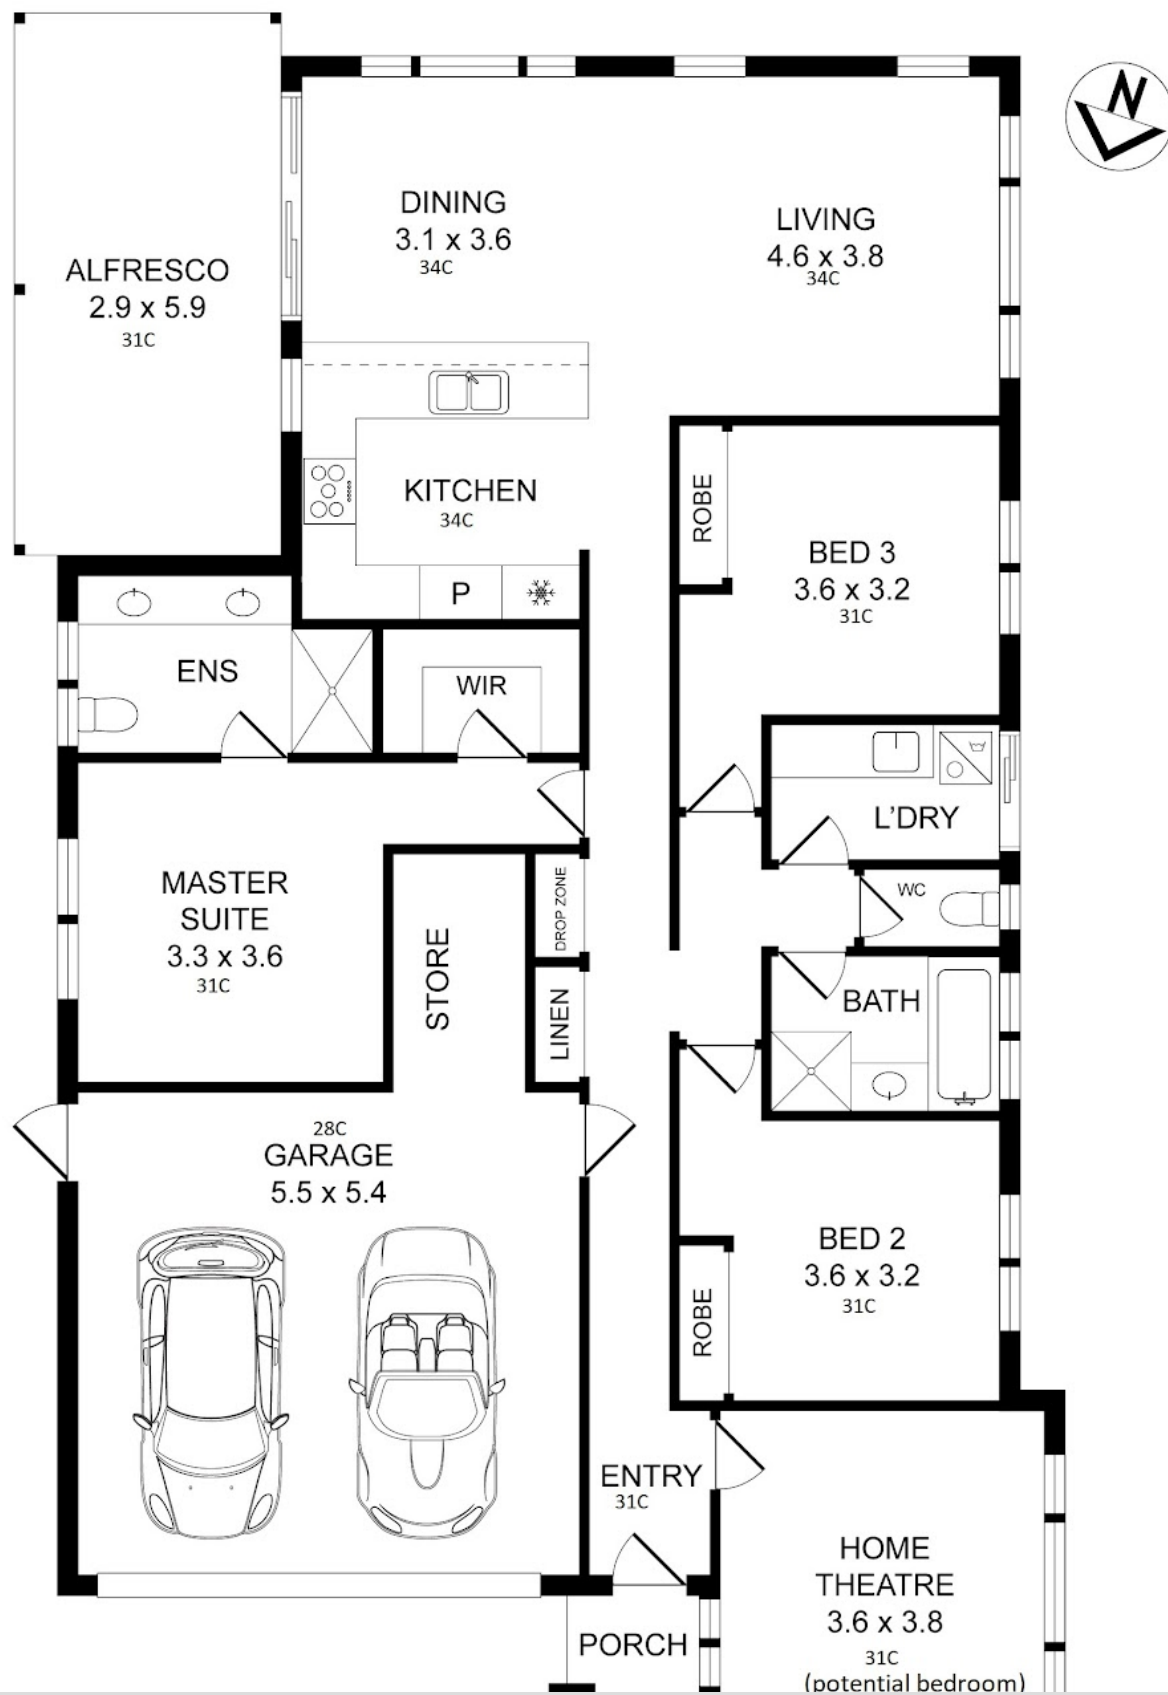 N
DINING
3.1 x 3.6
34C
LIVING
4.6 x 3.8
34C
ALFRESCO
2.9 x 5.9
31C
KITCHEN
34C
P
ROBE
BED 3
3.6 x 3.2
31C
ENS
WIR
L'DRY
WC
MASTER
SUITE
3.3 x 3.6
31C
STORE
DROP ZONE
LINEN
BATH
28C
GARAGE
5.5 x 5.4
BED 2
3.6 x 3.2
31C
ROBE
ENTRY
31C
HOME
THEATRE
3.6 x 3.8
31C
(potential bedroom)
PORCH